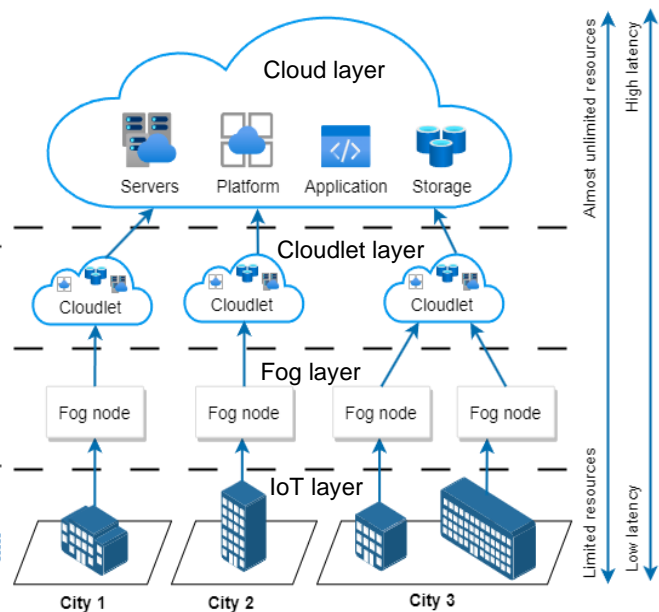 Cloud layer
Servers Platform Application Storage
Cloudlet layer
Cloudlet Cloudlet Cloudlet
Fog layer
Fog node Fog node Fog node Fog node
IoT layer
City 1 City 2 City 3
Almost unlimited resources
Limited resources
High latency
Low latency